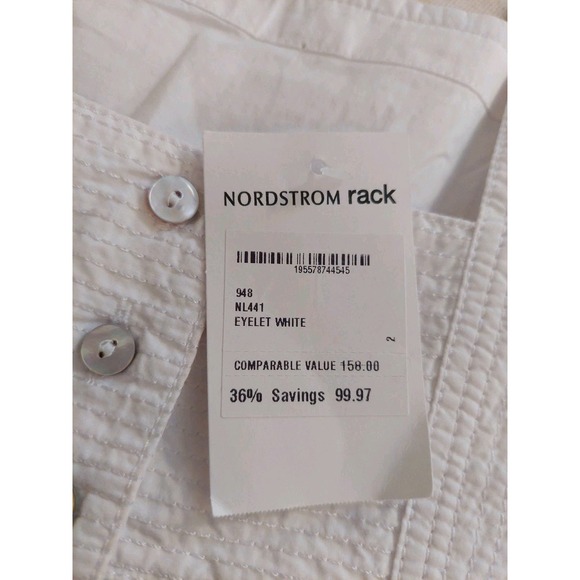 NORDSTROM rack
195578744545
948
NL441
EYELET WHITE
2
COMPARABLE VALUE 158.00
36% Savings 99.97